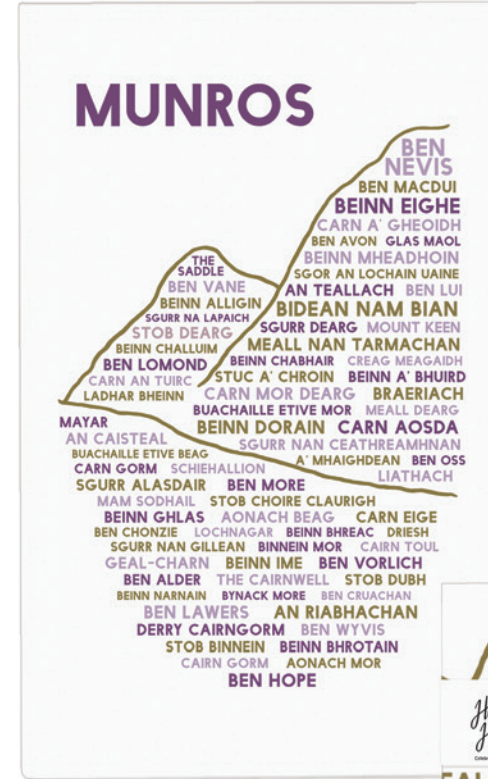 MUNROS
BEN
NEVIS
BEN MACDUI
BEINN EIGHE
CARN A' GHEOIDH
BEN AVON GLAS MAOL
BEINN MHEADHOIN
SGOR AN LOCHAIN UAINE
AN TEALLACH BEN LUI
BIDEAN NAM BIAN
SGURR DEARG MOUNT KEEN
MEALL NAN TARMACHAN
BEINN CHABHAIR CREAG MEAGAIDH
STUC A' CHROIN BEINN A' BHUIRD
CARN MOR DEARG BRAERIACH
BUACHAILLE ETIVE MOR MEALL DEARG
BEINN DORAIN CARN AOSDA
SGURR NAN CEATHREAMHNAN
A' MHAIGHDEAN BEN OSS
LIATHACH
THE
SADDLE
BEN VANE
BEINN ALLIGIN
SGURR NA LAPAICH
STOB DEARG
BEINN CHALLUIM
BEN LOMOND
CARN AN TUIRC
LADHAR BHEINN
MAYAR
AN CAISTEAL
BUACHAILLE ETIVE BEAG
CARN GORM SCHIEHALLION
SGURR ALASDAIR BEN MORE
MAM SODHAIL STOB CHOIRE CLAURIGH
BEINN GHLAS AONACH BEAG CARN EIGE
BEN CHONZIE LOCHNAGAR BEINN BHREAC DRIESH
SGURR NAN GILLEAN BINNEIN MOR CAIRN TOUL
GEAL-CHARN BEINN IME BEN VORLICH
BEN ALDER THE CAIRNWELL STOB DUBH
BEINN NARNAIN BYNACK MORE BEN CRUACHAN
BEN LAWERS AN RIABHACHAN
DERRY CAIRNGORM BEN WYVIS
STOB BINNEIN BEINN BHROTAIN
CAIRN GORM AONACH MOR
BEN HOPE